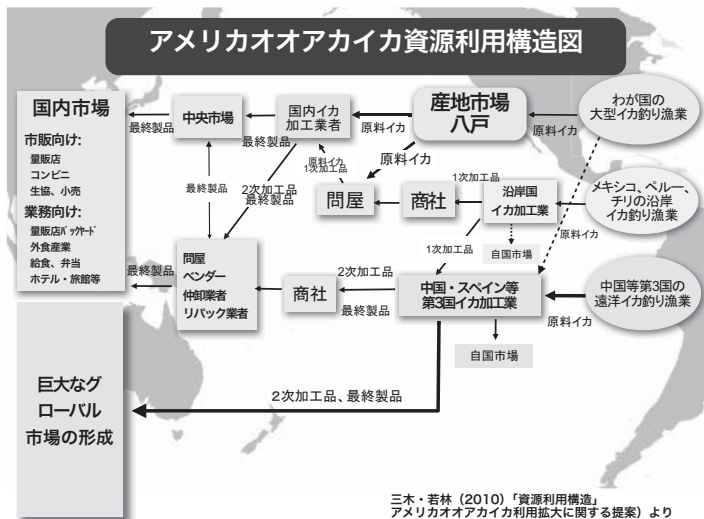 アメリカオオアカイカ資源利用構造図
国内市場
市販向け:
量販店
コンビニ
生協、小売
業務向け:
量販店ﾊﾞｯｸﾔｰﾄﾞ
外食産業
給食、弁当
ホテル・旅館等
最終製品
中央市場
最終製品
国内イカ
加工業者
原料イカ
産地市場
八戸
原料イカ
わが国の
大型イカ釣り漁業
原料イカ
原料イカ
1次加工品
問屋
商社
1次加工品
沿岸国
イカ加工業
原料イカ
メキシコ、ペルー、
チリの沿岸
イカ釣り漁業
自国市場
最終製品
2次加工品
最終製品
1次加工品
原料イカ
問屋
ベンダー
仲卸業者
リパック業者
最終製品
商社
2次加工品
最終製品
中国・スペイン等
第3国イカ加工業
原料イカ
中国等第3国の
遠洋イカ釣り漁業
自国市場
巨大なグ
ローバル
市場の形成
2次加工品、最終製品
三木・若林（2010）「資源利用構造」
アメリカオオアカイカ利用拡大に関する提案）より